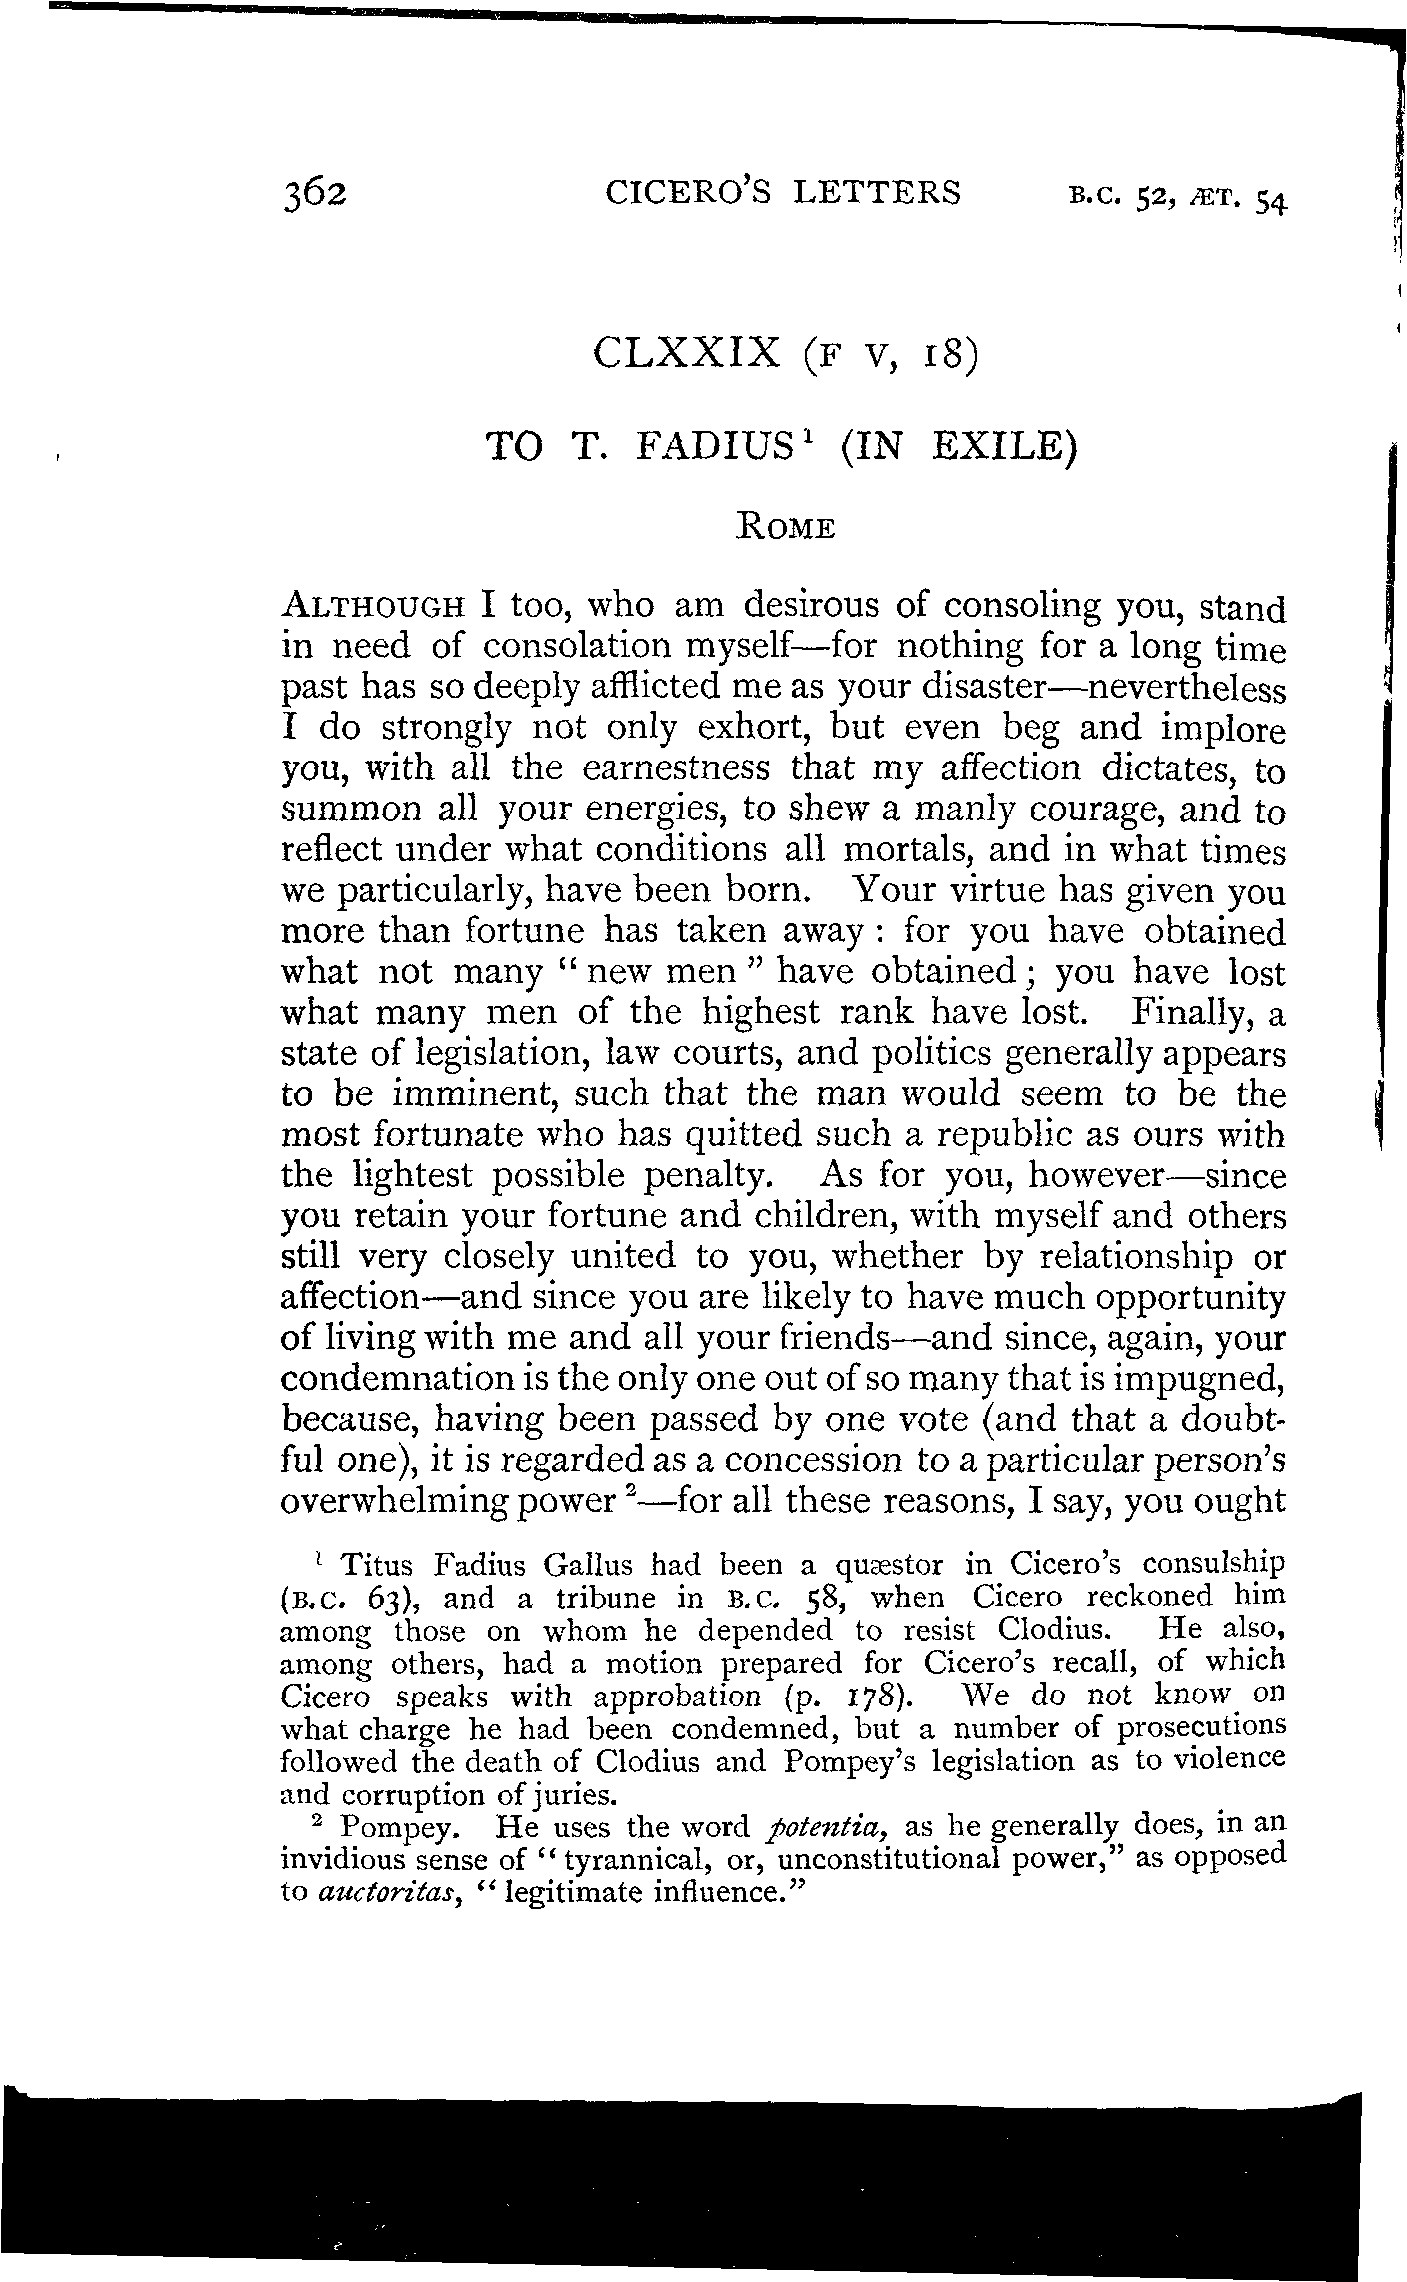 362 CICERO'S LETTERS B.C. 52, ÆT. 54
CLXXIX (F V, 18)
TO T. FADIUS¹ (IN EXILE)
ROME
ALTHOUGH I too, who am desirous of consoling you, stand
in need of consolation myself—for nothing for a long time
past has so deeply afflicted me as your disaster—nevertheless
I do strongly not only exhort, but even beg and implore
you, with all the earnestness that my affection dictates, to
summon all your energies, to shew a manly courage, and to
reflect under what conditions all mortals, and in what times
we particularly, have been born. Your virtue has given you
more than fortune has taken away : for you have obtained
what not many “ new men ” have obtained ; you have lost
what many men of the highest rank have lost. Finally, a
state of legislation, law courts, and politics generally appears
to be imminent, such that the man would seem to be the
most fortunate who has quitted such a republic as ours with
the lightest possible penalty. As for you, however—since
you retain your fortune and children, with myself and others
still very closely united to you, whether by relationship or
affection—and since you are likely to have much opportunity
of living with me and all your friends—and since, again, your
condemnation is the only one out of so many that is impugned,
because, having been passed by one vote (and that a doubt-
ful one), it is regarded as a concession to a particular person's
overwhelming power ²—for all these reasons, I say, you ought
¹ Titus Fadius Gallus had been a quæstor in Cicero's consulship
(B.C. 63), and a tribune in B.C. 58, when Cicero reckoned him
among those on whom he depended to resist Clodius. He also,
among others, had a motion prepared for Cicero's recall, of which
Cicero speaks with approbation (p. 178). We do not know on
what charge he had been condemned, but a number of prosecutions
followed the death of Clodius and Pompey's legislation as to violence
and corruption of juries.
² Pompey. He uses the word potentia, as he generally does, in an
invidious sense of “ tyrannical, or, unconstitutional power,” as opposed
to auctoritas, “ legitimate influence.”